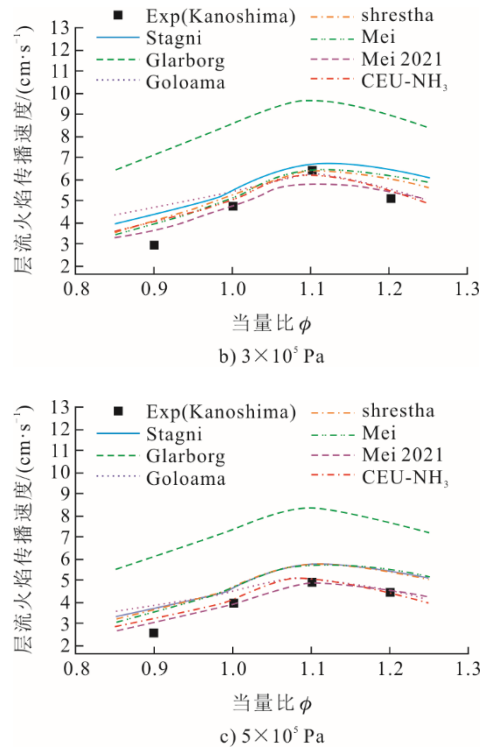 13
12
11
10
9
8
7
6
5
4
3
2
层流火焰传播速度/(cm·s⁻¹)
Exp(Kanoshima)
Stagni
Glarborg
Goloama
shrestha
Mei
Mei 2021
CEU-NH₃
0.8 0.9 1.0 1.1 1.2 1.3
当量比 ϕ
b) 3×10⁵ Pa
13
12
11
10
9
8
7
6
5
4
3
2
层流火焰传播速度/(cm·s⁻¹)
Exp(Kanoshima)
Stagni
Glarborg
Goloama
shrestha
Mei
Mei 2021
CEU-NH₃
0.8 0.9 1.0 1.1 1.2 1.3
当量比 ϕ
c) 5×10⁵ Pa